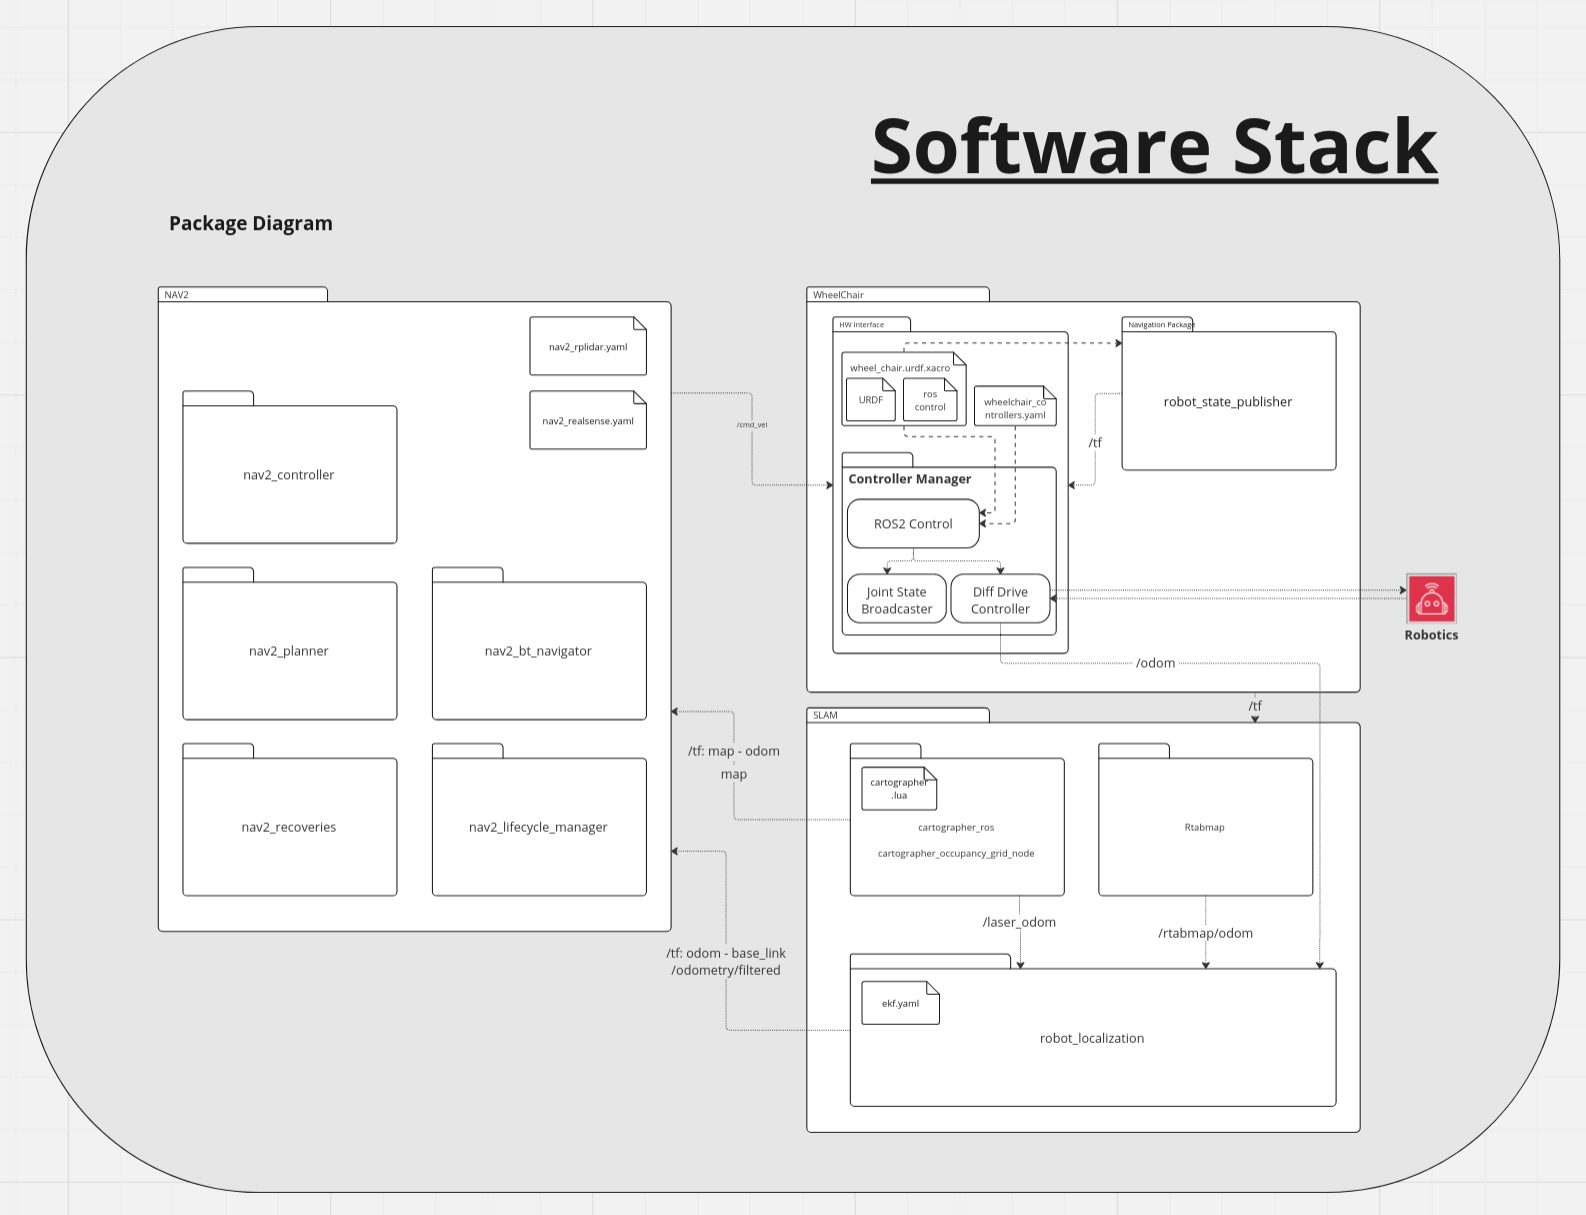 Software Stack
Package Diagram
NAV2
nav2_rplidar.yaml
nav2_realsense.yaml
nav2_controller
nav2_planner
nav2_bt_navigator
nav2_recoveries
nav2_lifecycle_manager
/cmd_vel
/tf: map - odom
map
/tf: odom - base_link
/odometry/filtered
WheelChair
HW Interface
wheel_chair.urdf.xacro
URDF
ros
control
wheelchair_co
ntrollers.yaml
Navigation Package
robot_state_publisher
/tf
Controller Manager
ROS2 Control
Joint State
Broadcaster
Diff Drive
Controller
Robotics
/odom
/tf
SLAM
cartographer
.lua
cartographer_ros
cartographer_occupancy_grid_node
Rtabmap
/laser_odom
/rtabmap/odom
ekf.yaml
robot_localization